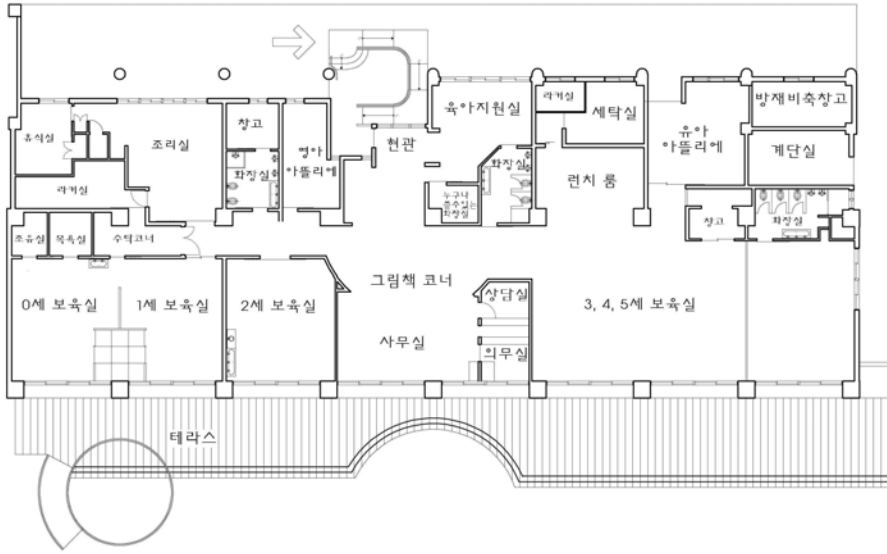 육아지원실
라커실
세탁실
방재비축창고
휴식실
조리실
창고
영아
아뜰리에
현관
유아
아뜰리에
계단실
화장실
화장실
라커실
누구나
쓸수있는
화장실
런치 룸
창고
화장실
조유실
목욕실
수탁코너
0세 보육실
1세 보육실
2세 보육실
그림책 코너
상담실
3, 4, 5세 보육실
사무실
의무실
테라스